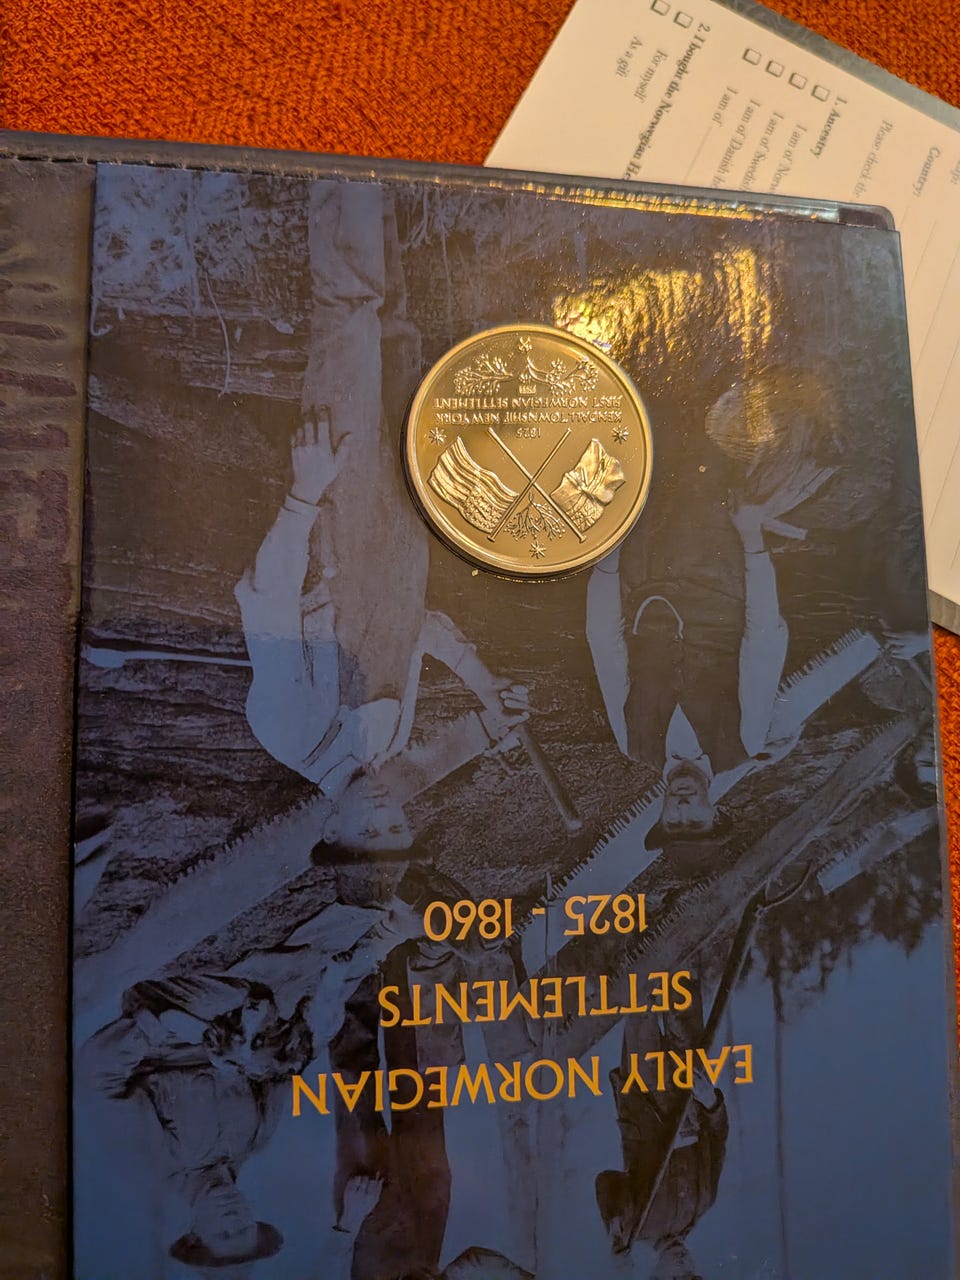 EARLY NORWEGIAN
SETTLEMENTS
1825 - 1860
1825
KENDALL TOWNSHIP, NEW YORK
FIRST NORWEGIAN SETTLEMENT
Country:
Please check
1. Ancestry
I am of
I am of
I am of Danish
I am of
2. I bought the Norwegian
For myself
As a gift